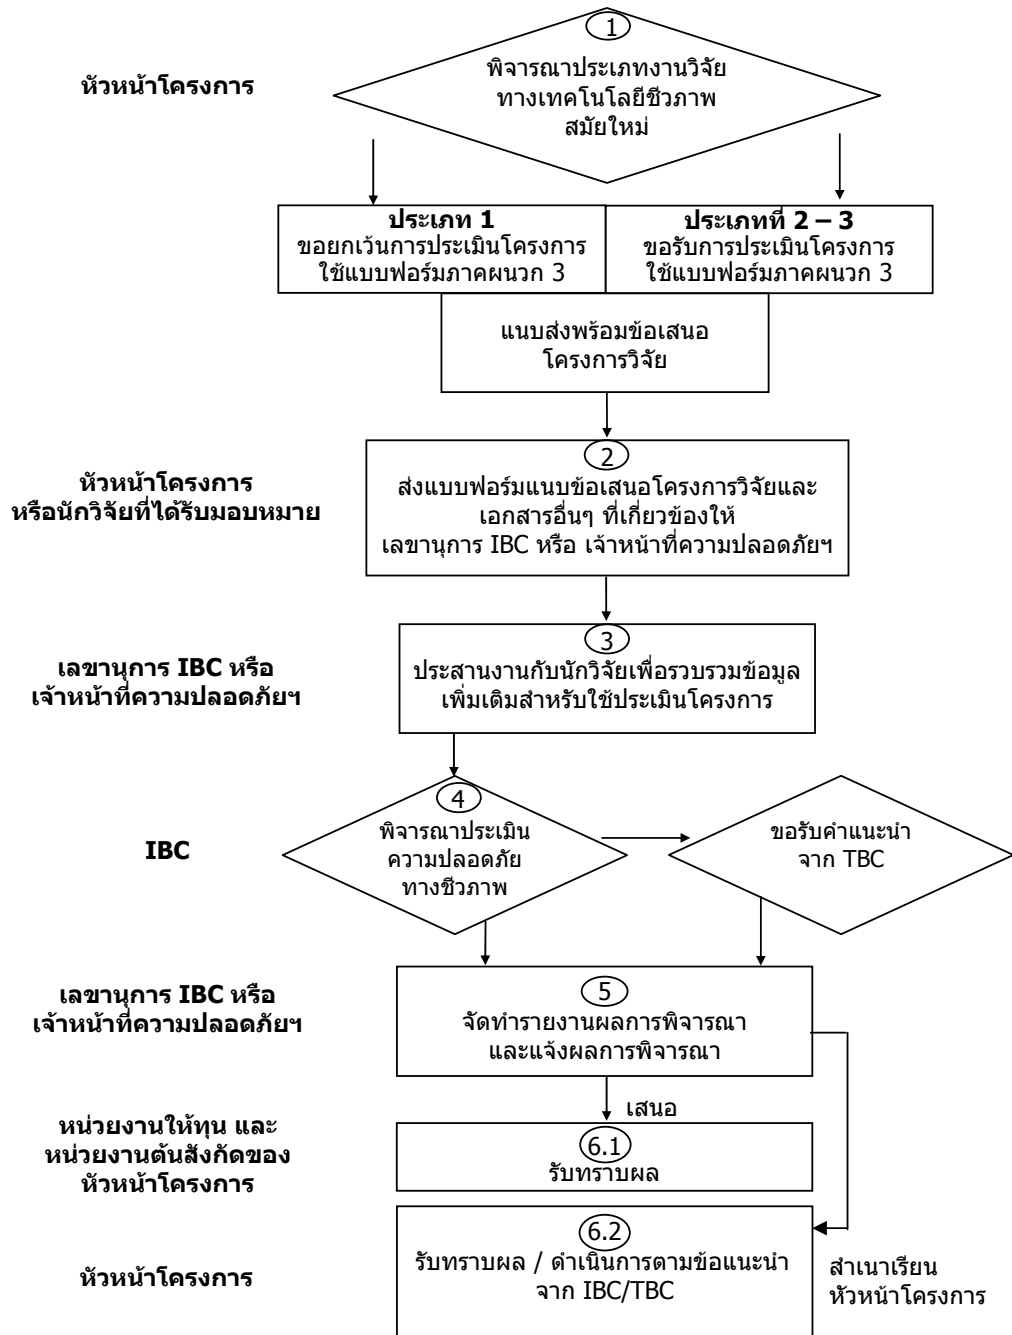 1
หัวหน้าโครงการ
พิจารณาประเภทงานวิจัย
ทางเทคโนโลยีชีวภาพ
สมัยใหม่
ประเภท 1
ขอยกเว้นการประเมินโครงการ
ใช้แบบฟอร์มภาคผนวก 3
ประเภทที่ 2 – 3
ขอรับการประเมินโครงการ
ใช้แบบฟอร์มภาคผนวก 3
แนบส่งพร้อมข้อเสนอ
โครงการวิจัย
หัวหน้าโครงการ
หรือนักวิจัยที่ได้รับมอบหมาย
2
ส่งแบบฟอร์มแนบข้อเสนอโครงการวิจัยและ
เอกสารอื่นๆ ที่เกี่ยวข้องให้
เลขานุการ IBC หรือ เจ้าหน้าที่ความปลอดภัยฯ
เลขานุการ IBC หรือ
เจ้าหน้าที่ความปลอดภัยฯ
3
ประสานงานกับนักวิจัยเพื่อรวบรวมข้อมูล
เพิ่มเติมสำหรับใช้ประเมินโครงการ
IBC
4
พิจารณาประเมิน
ความปลอดภัย
ทางชีวภาพ
ขอรับคำแนะนำ
จาก TBC
เลขานุการ IBC หรือ
เจ้าหน้าที่ความปลอดภัยฯ
5
จัดทำรายงานผลการพิจารณา
และแจ้งผลการพิจารณา
เสนอ
หน่วยงานให้ทุน และ
หน่วยงานต้นสังกัดของ
หัวหน้าโครงการ
6.1
รับทราบผล
หัวหน้าโครงการ
6.2
รับทราบผล / ดำเนินการตามข้อแนะนำ
จาก IBC/TBC
สำเนาเรียน
หัวหน้าโครงการ